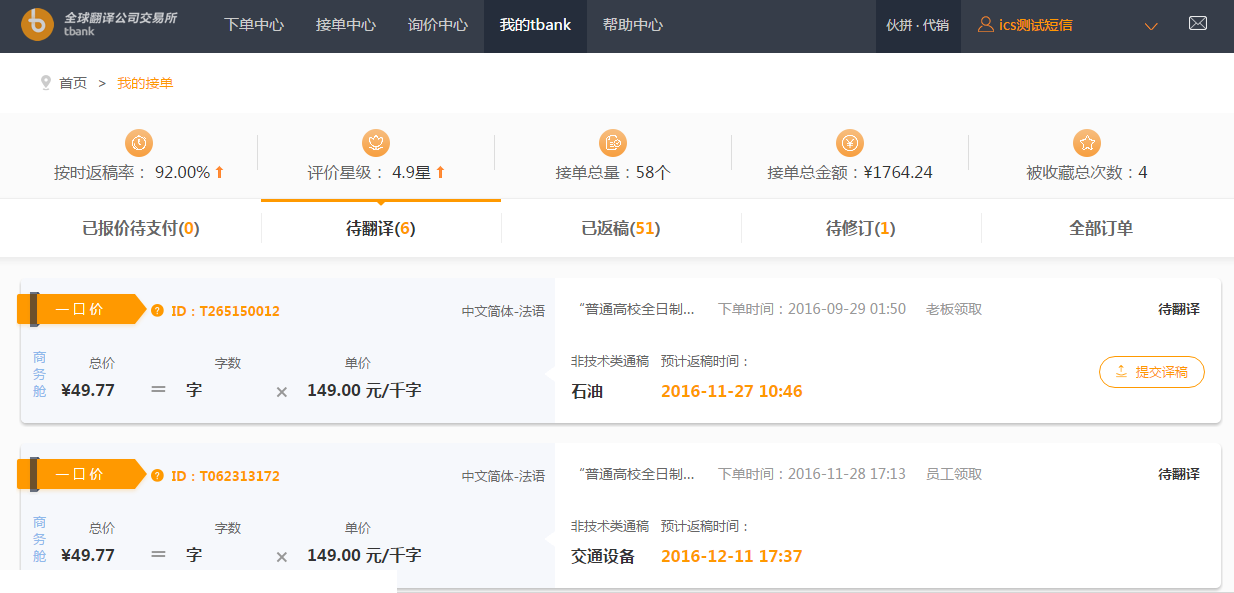 全球翻译公司交易所
tbank
下单中心 接单中心 询价中心 我的tbank 帮助中心 伙拼 · 代销 ics测试短信
首页 > 我的接单
按时返稿率： 92.00% 评价星级： 4.9星 接单总量：58个 接单总金额：¥1764.24 被收藏总次数：4
已报价待支付(0) 待翻译(6) 已返稿(51) 待修订(1) 全部订单
一口价 ? ID：T265150012 中文简体-法语 “普通高校全日制... 下单时间：2016-09-29 01:50 老板领取 待翻译
商务舱 总价 字数 单价 非技术类通稿 预计返稿时间：
¥49.77 = 字 × 149.00 元/千字 石油 2016-11-27 10:46 提交译稿
一口价 ? ID：T062313172 中文简体-法语 “普通高校全日制... 下单时间：2016-11-28 17:13 员工领取 待翻译
商务舱 总价 字数 单价 非技术类通稿 预计返稿时间：
¥49.77 = 字 × 149.00 元/千字 交通设备 2016-12-11 17:37